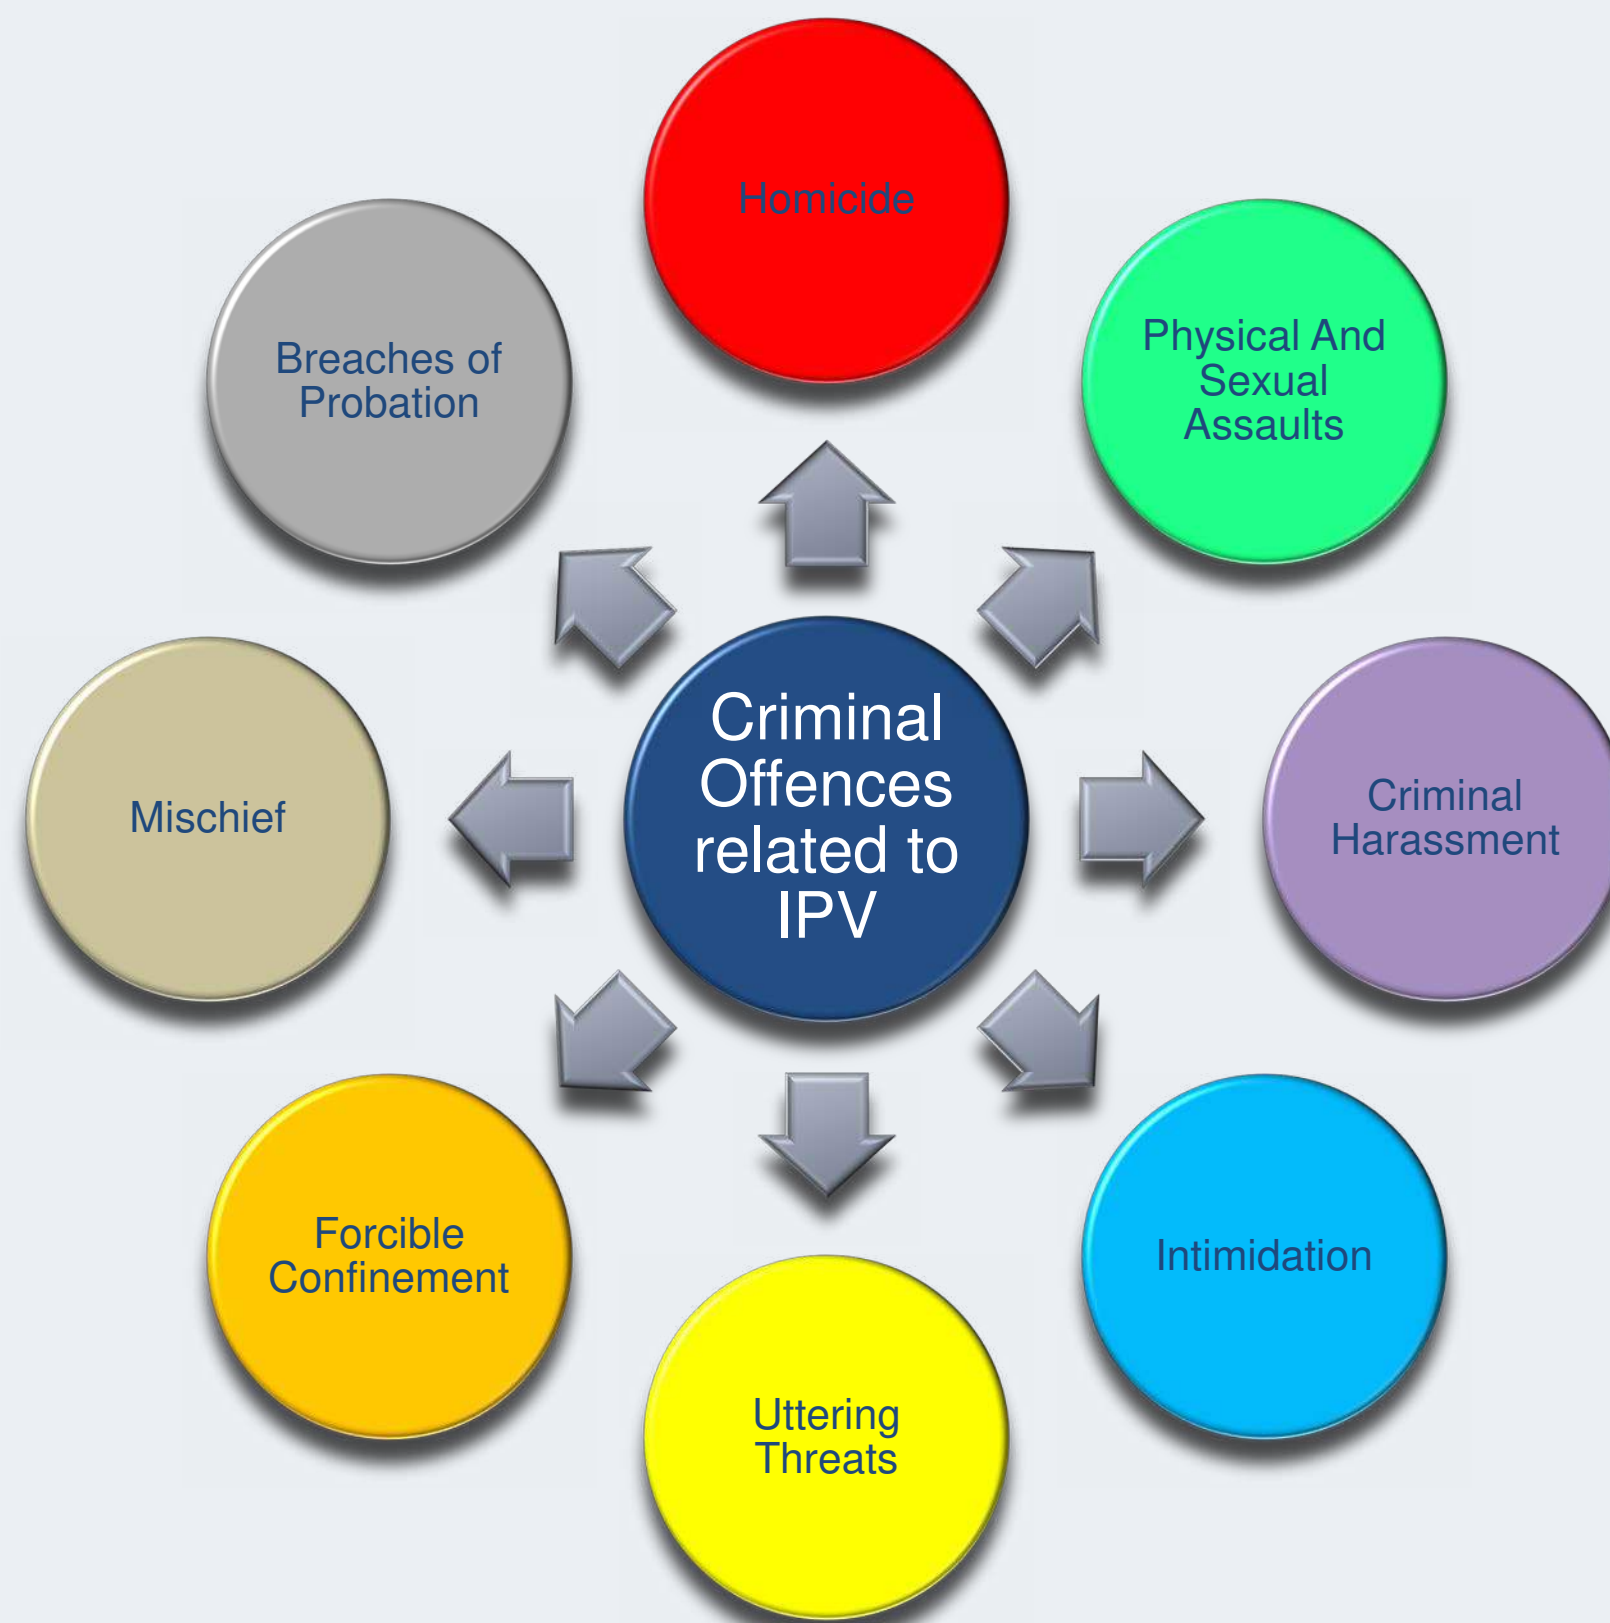 Homicide
Physical And
Sexual
Assaults
Criminal
Harassment
Intimidation
Uttering
Threats
Forcible
Confinement
Mischief
Breaches of
Probation
Criminal
Offences
related to
IPV